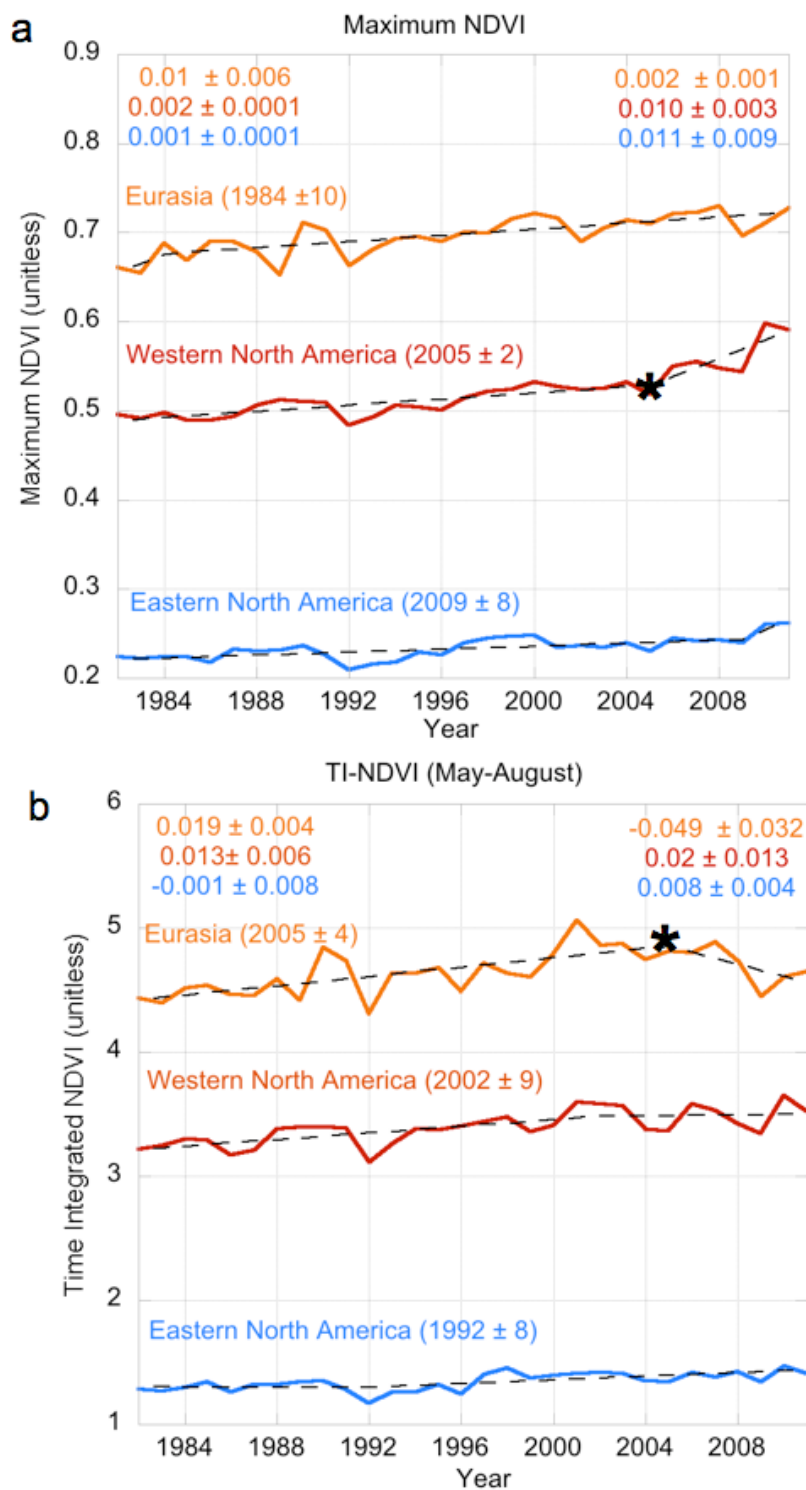 a
Maximum NDVI
0.9
0.01 ± 0.006
0.002 ± 0.001
0.002 ± 0.0001
0.010 ± 0.003
0.001 ± 0.0001
0.011 ± 0.009
0.8
Eurasia (1984 ±10)
0.7
0.6
Western North America (2005 ± 2)
*
0.5
0.4
0.3
Eastern North America (2009 ± 8)
0.2
Maximum NDVI (unitless)
1984 1988 1992 1996 2000 2004 2008
Year
b
TI-NDVI (May-August)
6
0.019 ± 0.004
-0.049 ± 0.032
0.013± 0.006
0.02 ± 0.013
-0.001 ± 0.008
0.008 ± 0.004
5
Eurasia (2005 ± 4)
*
4
Western North America (2002 ± 9)
3
2
Eastern North America (1992 ± 8)
1
Time Integrated NDVI (unitless)
1984 1988 1992 1996 2000 2004 2008
Year